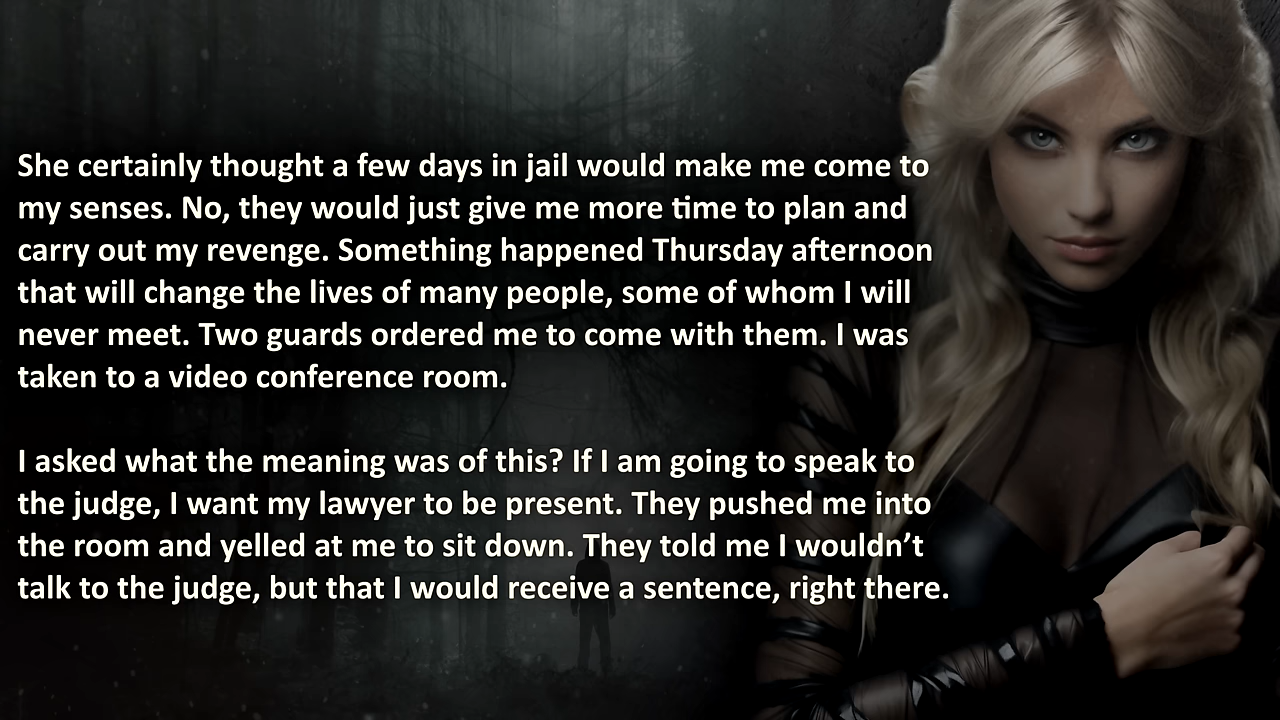 She certainly thought a few days in jail would make me come to
my senses. No, they would just give me more time to plan and
carry out my revenge. Something happened Thursday afternoon
that will change the lives of many people, some of whom I will
never meet. Two guards ordered me to come with them. I was
taken to a video conference room.
I asked what the meaning was of this? If I am going to speak to
the judge, I want my lawyer to be present. They pushed me into
the room and yelled at me to sit down. They told me I wouldn’t
talk to the judge, but that I would receive a sentence, right there.